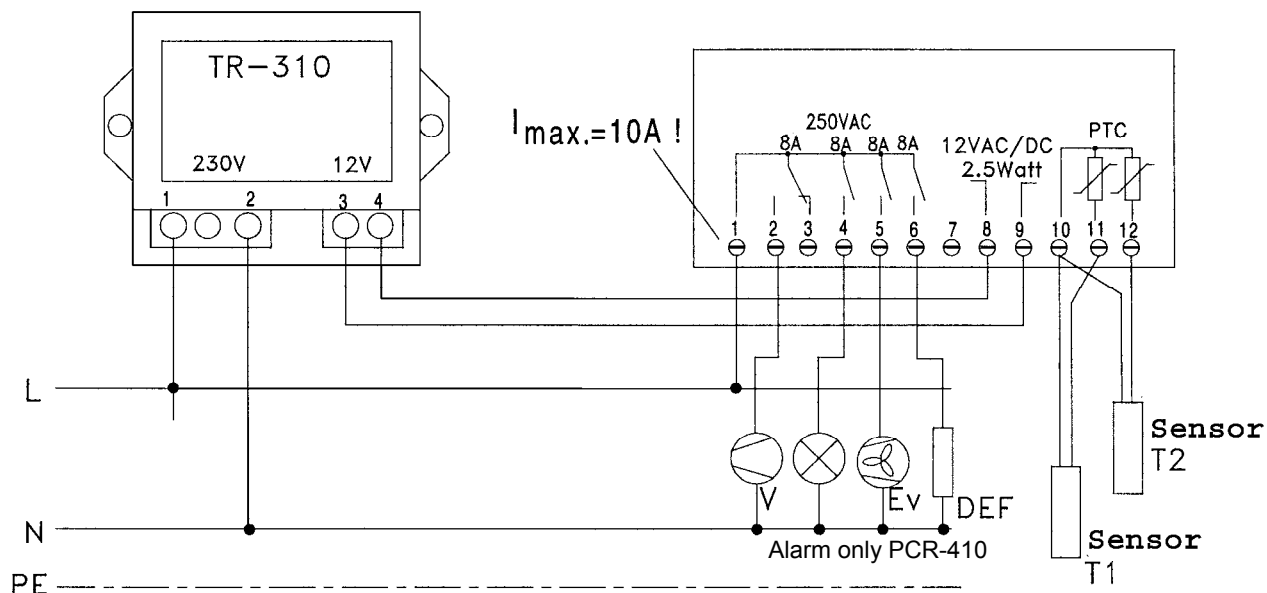 TR-310
230V 12V
1 2 3 4
I max.=10A !
250VAC
8A 8A 8A 8A
12VAC/DC
2.5Watt
PTC
1 2 3 4 5 6 7 8 9 10 11 12
L
V
Ev
DEF
Sensor
T2
N
Alarm only PCR-410
Sensor
T1
PE